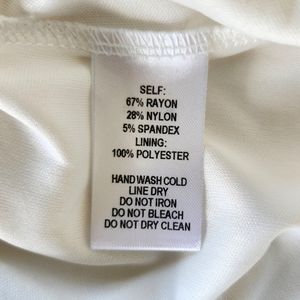 SELF:
67% RAYON
28% NYLON
5% SPANDEX
LINING:
100% POLYESTER
HAND WASH COLD
LINE DRY
DO NOT IRON
DO NOT BLEACH
DO NOT DRY CLEAN